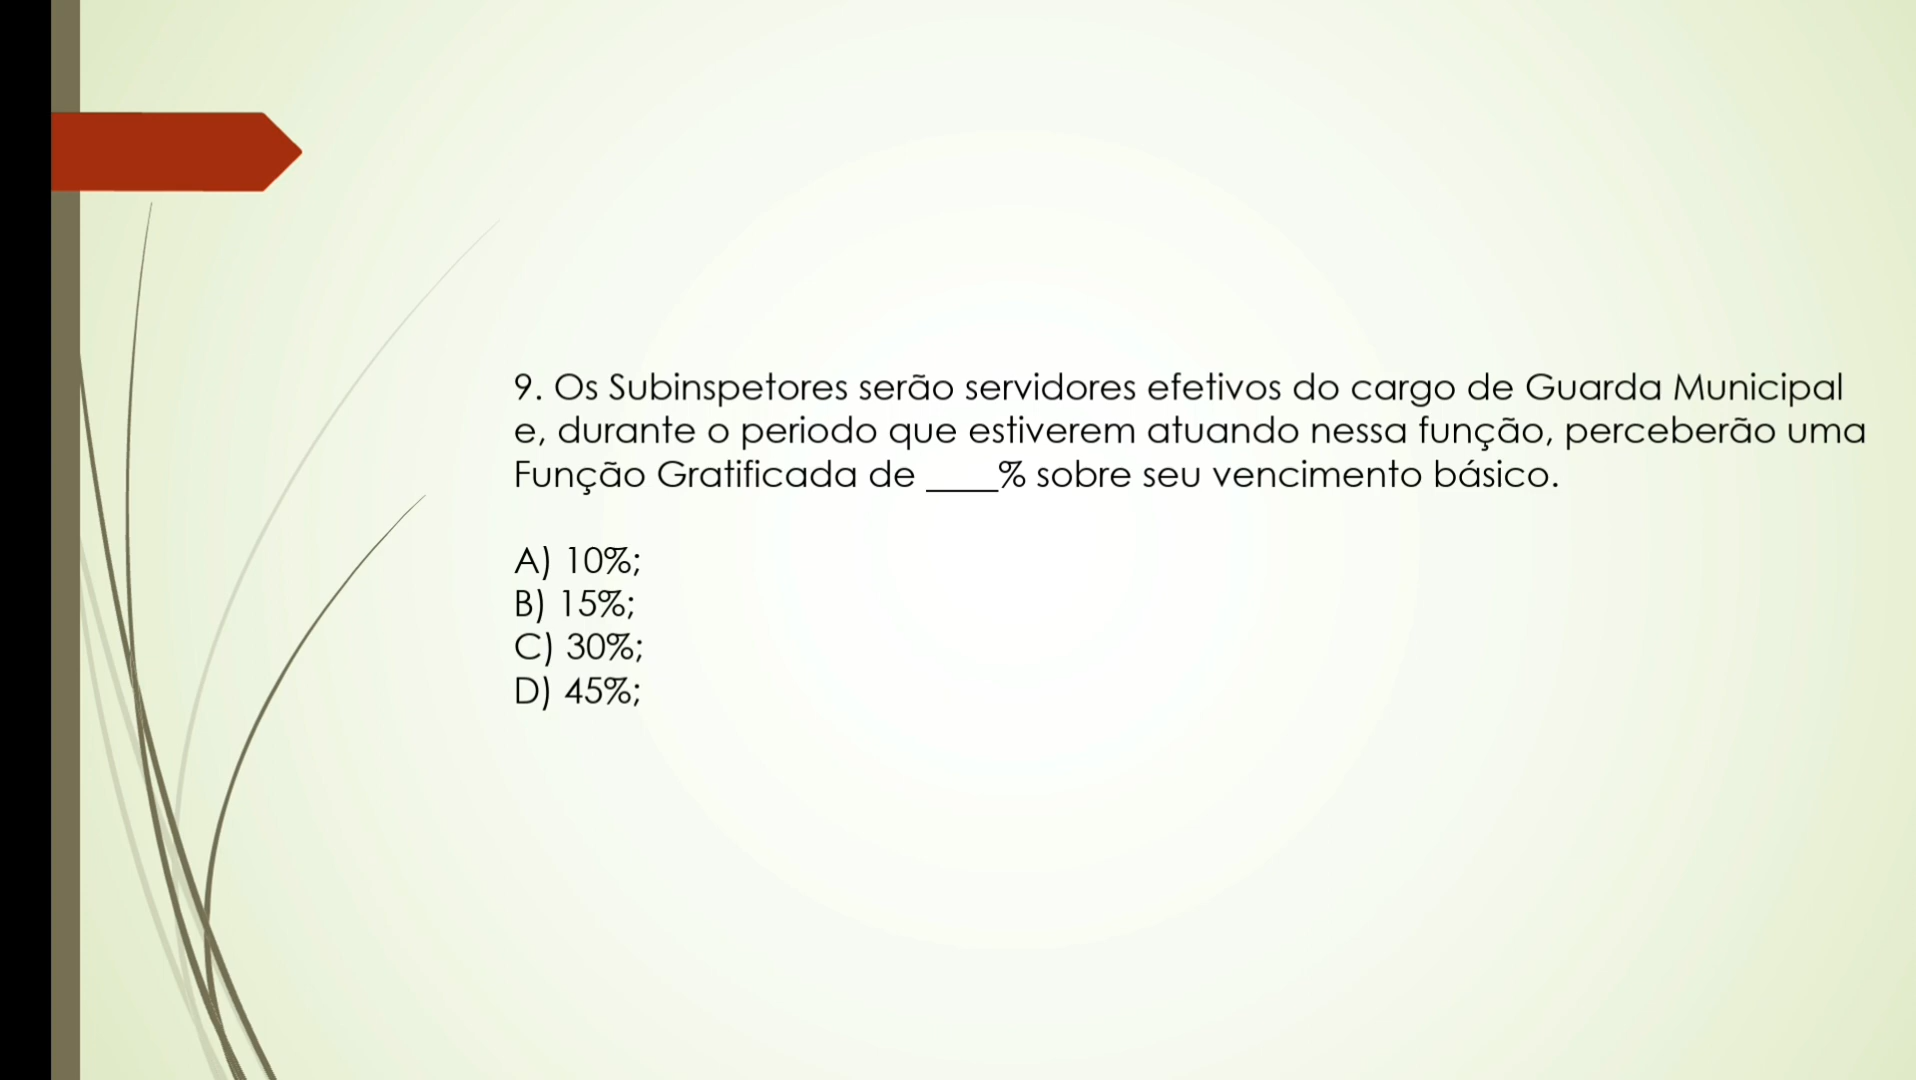 9. Os Subinspetores serão servidores efetivos do cargo de Guarda Municipal
e, durante o periodo que estiverem atuando nessa função, perceberão uma
Função Gratificada de ____% sobre seu vencimento básico.
A) 10%;
B) 15%;
C) 30%;
D) 45%;